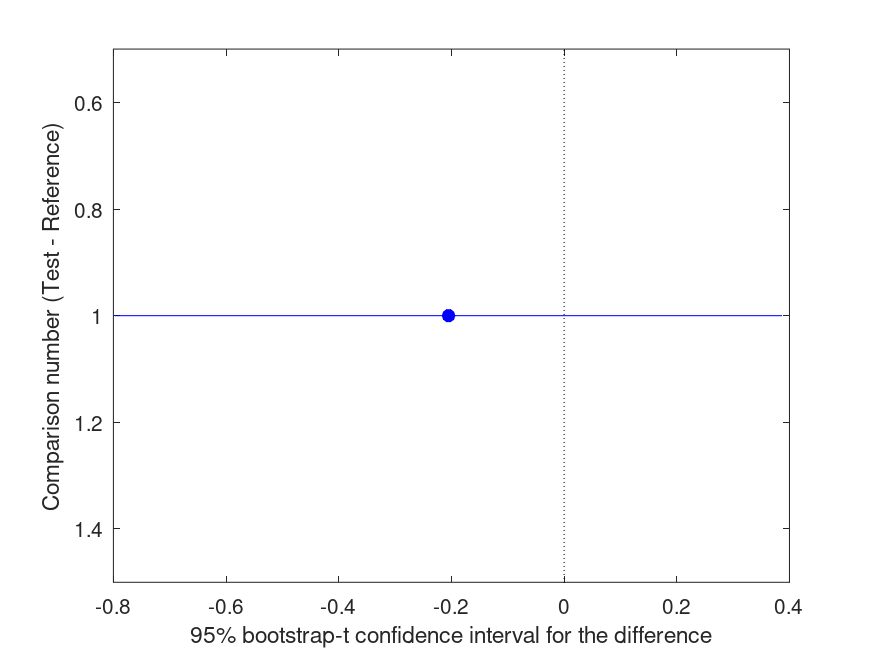 Comparison number (Test - Reference)
0.6
0.8
1
1.2
1.4
-0.8 -0.6 -0.4 -0.2 0 0.2 0.4
95% bootstrap-t confidence interval for the difference